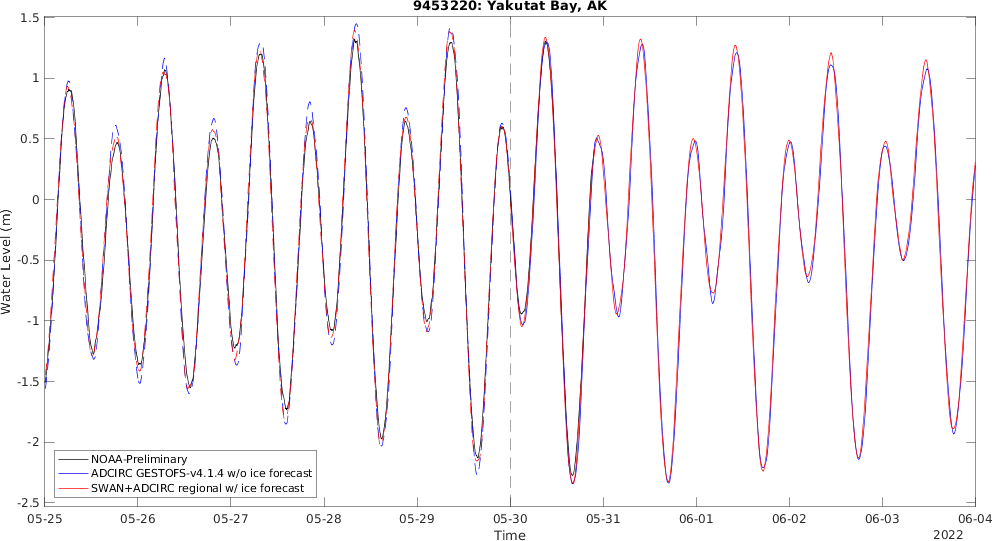 9453220: Yakutat Bay, AK
Water Level (m)
1.5
1
0.5
0
-0.5
-1
-1.5
-2
-2.5
NOAA-Preliminary
ADCIRC GESTOFS-v4.1.4 w/o ice forecast
SWAN+ADCIRC regional w/ ice forecast
05-25 05-26 05-27 05-28 05-29 05-30 05-31 06-01 06-02 06-03 06-04
Time
2022